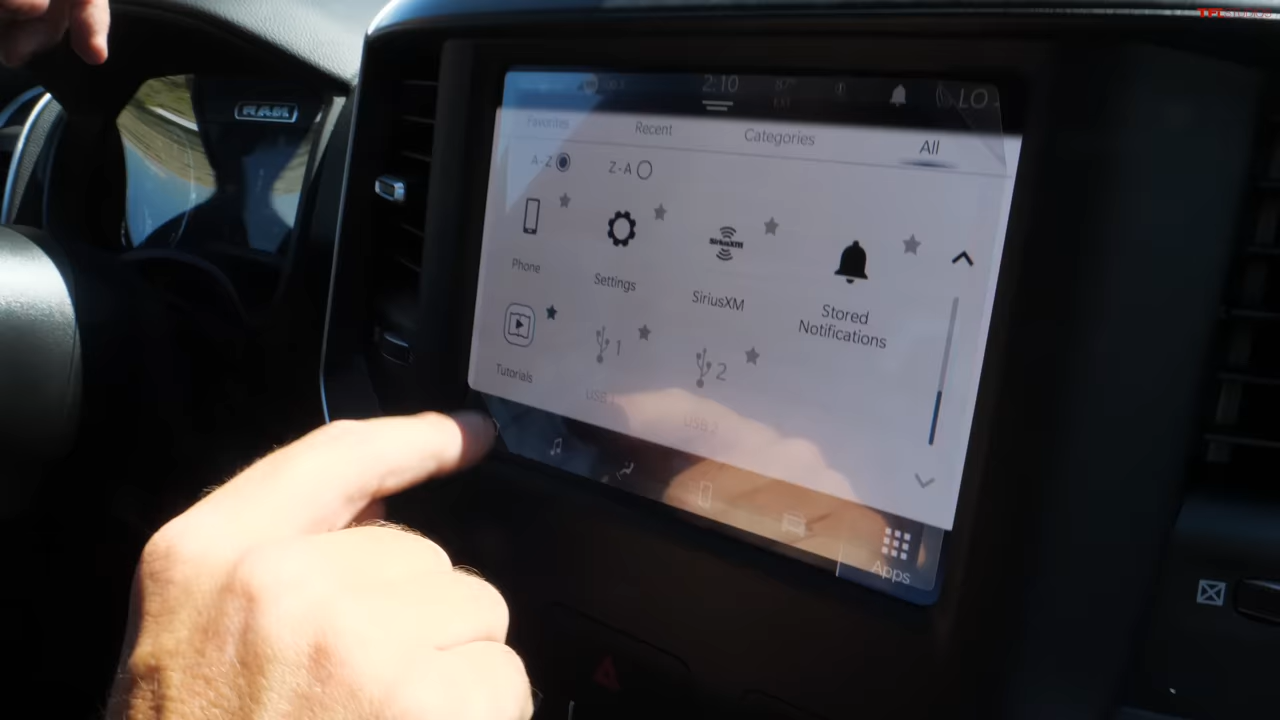 TFLSTUDIOS
RAM
2:10
LO
Favorites
Recent
Categories
All
A-Z
Z-A
Phone
Settings
SiriusXM
SiriusXM
Stored
Notifications
1
2
Tutorials
USB 1
USB 2
Apps